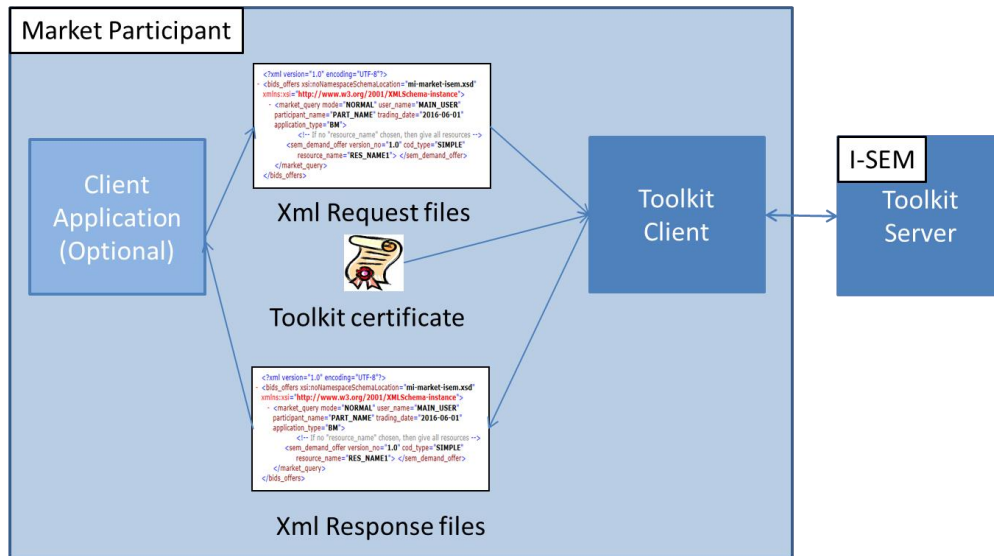 Market Participant
<?xml version="1.0" encoding="UTF-8"?>
- <bids_offers xsi:noNamespaceSchemaLocation="mi-market-isem.xsd"
xmlns:xsi="http://www.w3.org/2001/XMLSchema-instance">
- <market_query mode="NORMAL" user_name="MAIN_USER"
participant_name="PART_NAME" trading_date="2016-06-01"
application_type="BM">
<!-- If no "resource_name" chosen, then give all resources -->
<sem_demand_offer version_no="1.0" cod_type="SIMPLE"
resource_name="RES_NAME1"> </sem_demand_offer>
</market_query>
</bids_offers>
Xml Request files
Client
Application
(Optional)
Toolkit certificate
Toolkit
Client
I-SEM
Toolkit
Server
<?xml version="1.0" encoding="UTF-8"?>
- <bids_offers xsi:noNamespaceSchemaLocation="mi-market-isem.xsd"
xmlns:xsi="http://www.w3.org/2001/XMLSchema-instance">
- <market_query mode="NORMAL" user_name="MAIN_USER"
participant_name="PART_NAME" trading_date="2016-06-01"
application_type="BM">
<!-- If no "resource_name" chosen, then give all resources -->
<sem_demand_offer version_no="1.0" cod_type="SIMPLE"
resource_name="RES_NAME1"> </sem_demand_offer>
</market_query>
</bids_offers>
Xml Response files